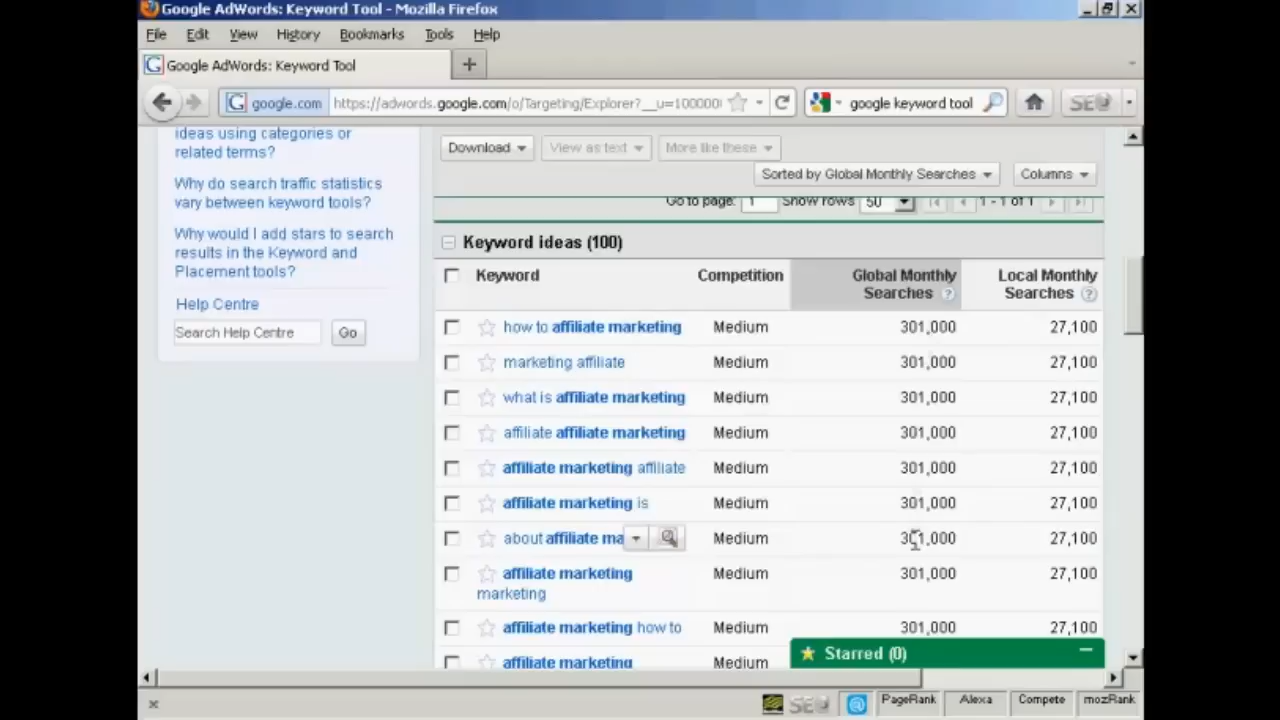 Google AdWords: Keyword Tool - Mozilla Firefox
File Edit View History Bookmarks Tools Help
Google AdWords: Keyword Tool
google.com https://adwords.google.com/o/Targeting/Explorer?__u=100000 google keyword tool SEO
ideas using categories or
related terms?
Why do search traffic statistics
vary between keyword tools?
Why would I add stars to search
results in the Keyword and
Placement tools?
Help Centre
Search Help Centre Go
Download View as text More like these
Sorted by Global Monthly Searches Columns
Go to page: 1 Show rows 50 1 - 1 of 1
Keyword ideas (100)
Keyword Competition Global Monthly Searches ? Local Monthly Searches ?
how to affiliate marketing Medium 301,000 27,100
marketing affiliate Medium 301,000 27,100
what is affiliate marketing Medium 301,000 27,100
affiliate affiliate marketing Medium 301,000 27,100
affiliate marketing affiliate Medium 301,000 27,100
affiliate marketing is Medium 301,000 27,100
about affiliate ma Medium 301,000 27,100
affiliate marketing Medium 301,000 27,100
marketing
affiliate marketing how to Medium 301,000 27,100
affiliate marketing Medium
Starred (0)
SEO PageRank Alexa Compete mozRank